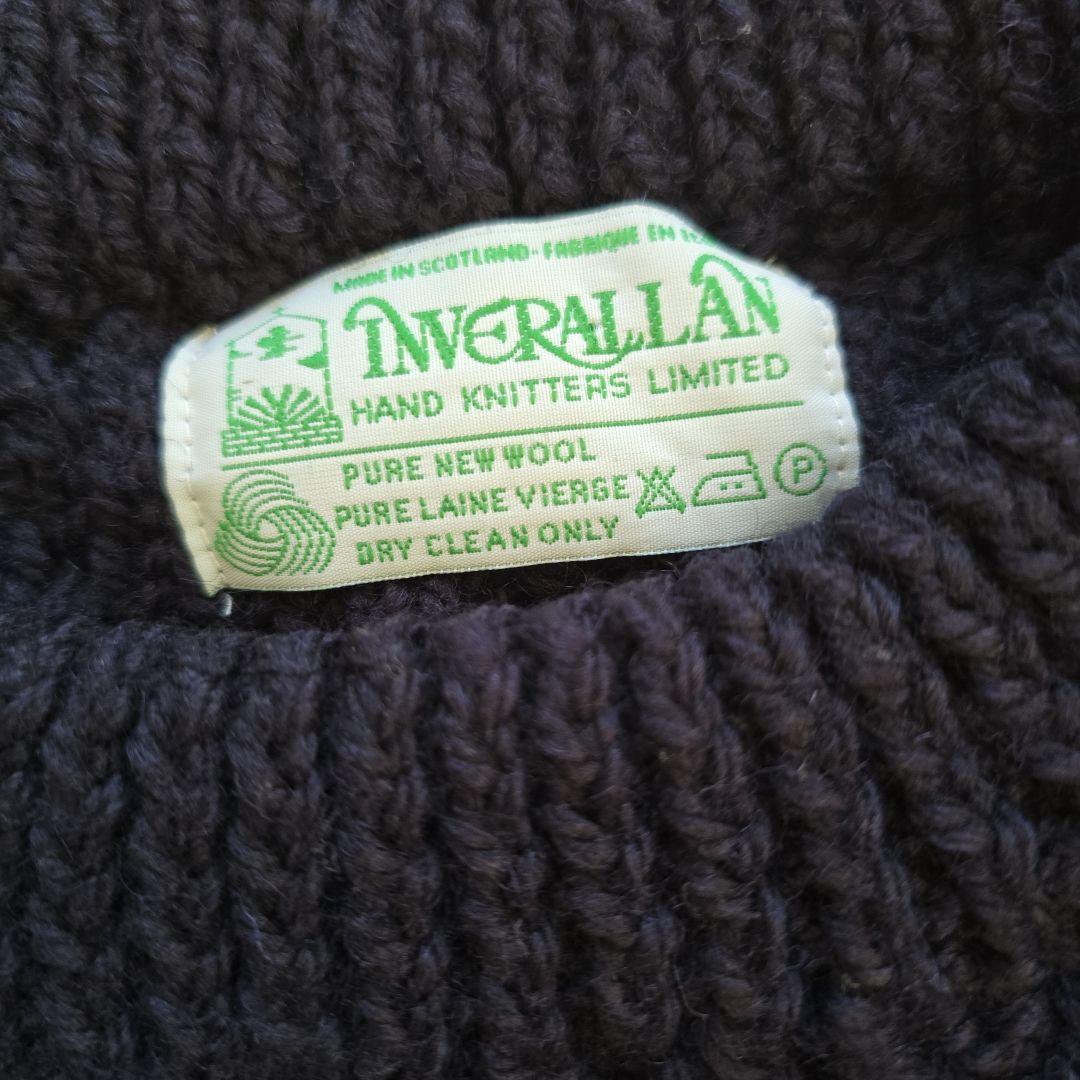 MADE IN SCOTLAND - FABRIQUE EN
INVERALLAN
HAND KNITTERS LIMITED
PURE NEW WOOL
PURE LAINE VIERGE
DRY CLEAN ONLY
P